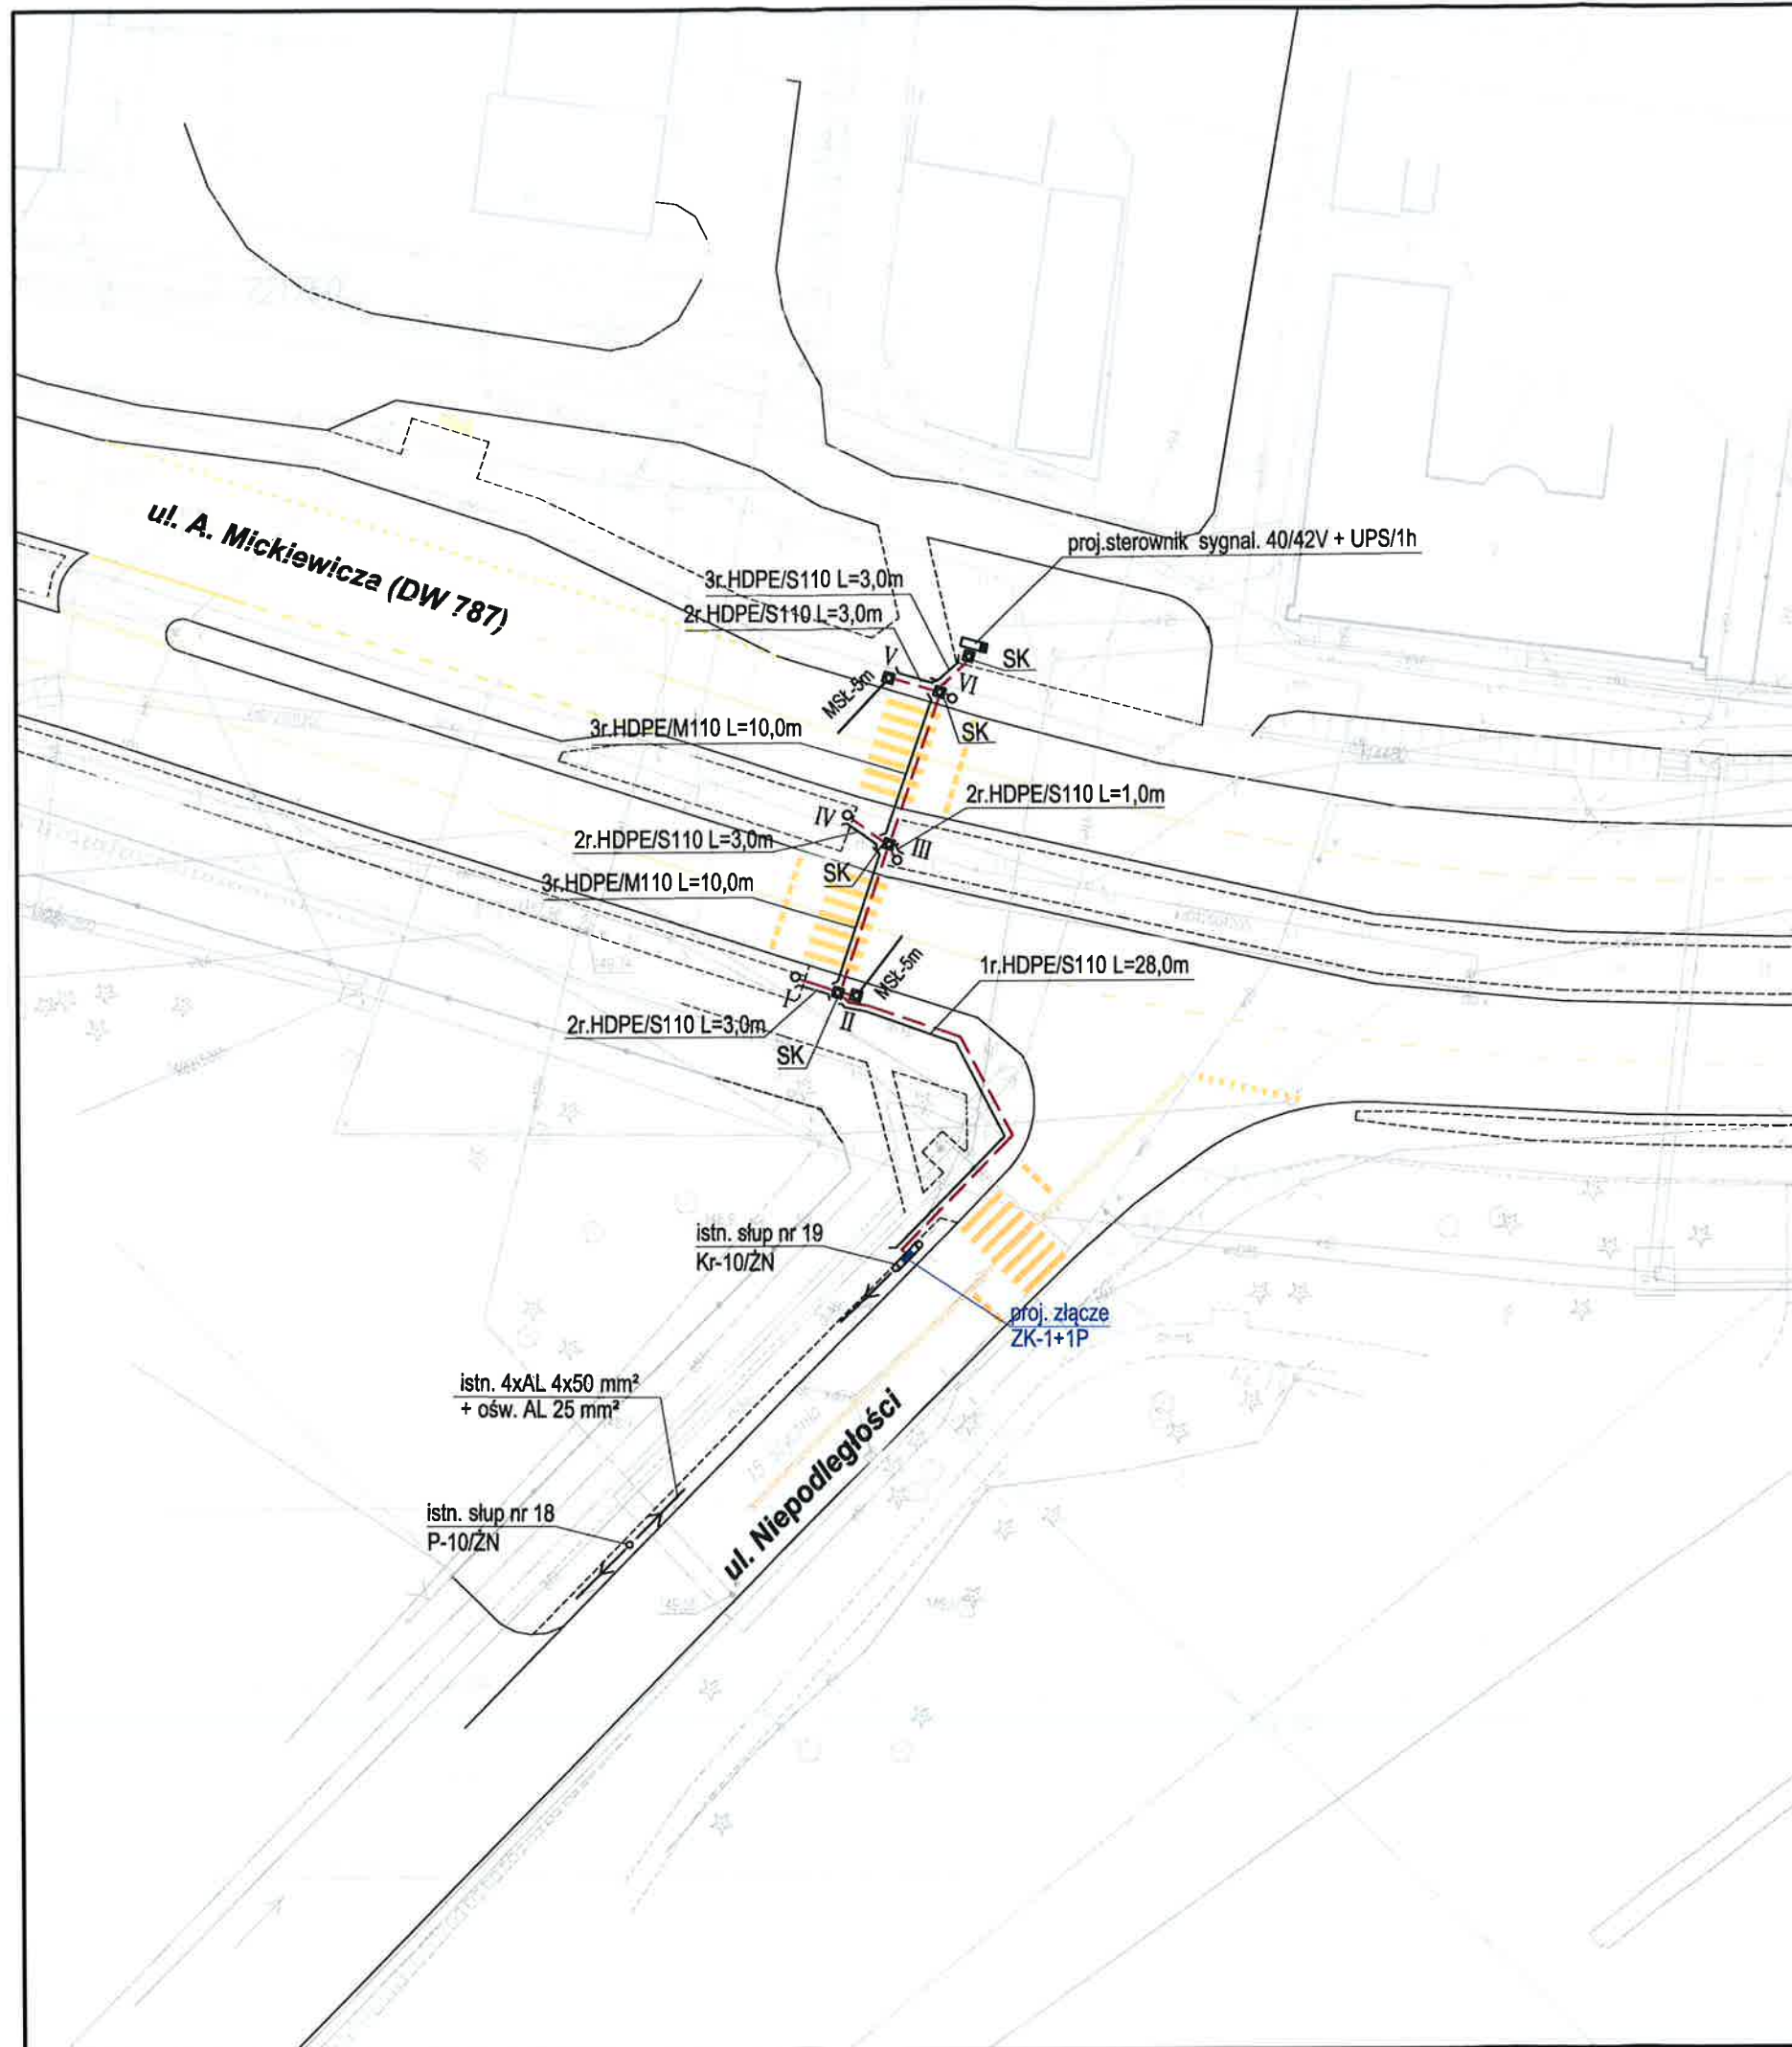 ul. A. Mickiewicza (DW 787)
proj.sterownik sygnal. 40/42V + UPS/1h
3r.HDPE/S110 L=3,0m
2r.HDPE/S110 L=3,0m
V
SK
VI
MSŁ-5m
3r.HDPE/M110 L=10,0m
SK
2r.HDPE/S110 L=1,0m
IV
2r.HDPE/S110 L=3,0m
III
SK
3r.HDPE/M110 L=10,0m
MSŁ-5m
1r.HDPE/S110 L=28,0m
I
II
2r.HDPE/S110 L=3,0m
SK
istn. słup nr 19
Kr-10/ŻN
proj. złącze
ZK-1+1P
istn. 4xAL 4x50 mm²
+ ośw. AL 25 mm²
ul. Niepodległości
istn. słup nr 18
P-10/ŻN